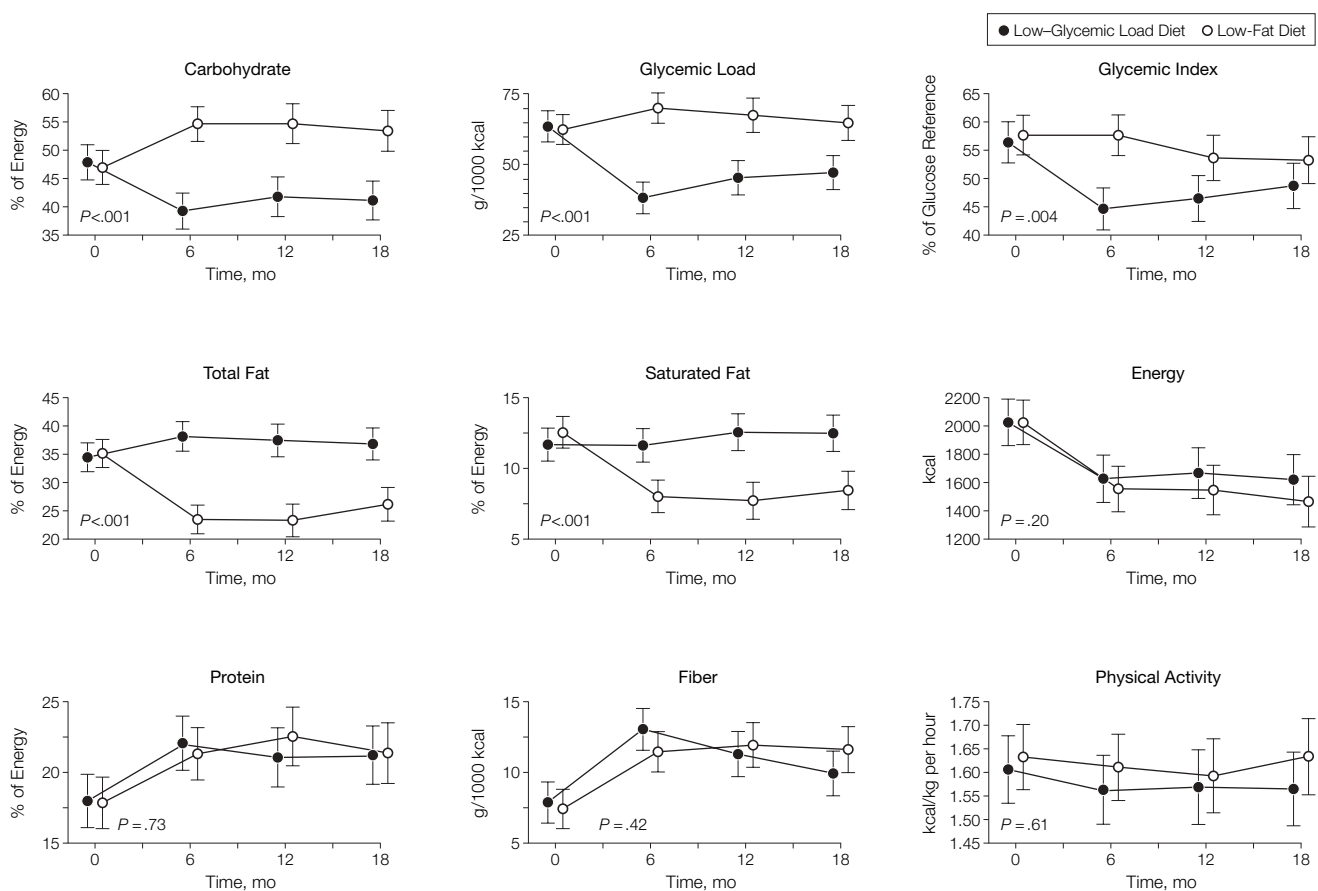 Low–Glycemic Load Diet Low-Fat Diet
Carbohydrate
% of Energy
60
55
50
45
40
35
P<.001
0 6 12 18
Time, mo
Glycemic Load
g/1000 kcal
75
50
25
P<.001
0 6 12 18
Time, mo
Glycemic Index
% of Glucose Reference
65
60
55
50
45
40
P=.004
0 6 12 18
Time, mo
Total Fat
% of Energy
45
40
35
30
25
20
P<.001
0 6 12 18
Time, mo
Saturated Fat
% of Energy
15
10
5
P<.001
0 6 12 18
Time, mo
Energy
kcal
2200
2000
1800
1600
1400
1200
P=.20
0 6 12 18
Time, mo
Protein
% of Energy
25
20
15
P=.73
0 6 12 18
Time, mo
Fiber
g/1000 kcal
15
10
5
P=.42
0 6 12 18
Time, mo
Physical Activity
kcal/kg per hour
1.75
1.70
1.65
1.60
1.55
1.50
1.45
P=.61
0 6 12 18
Time, mo